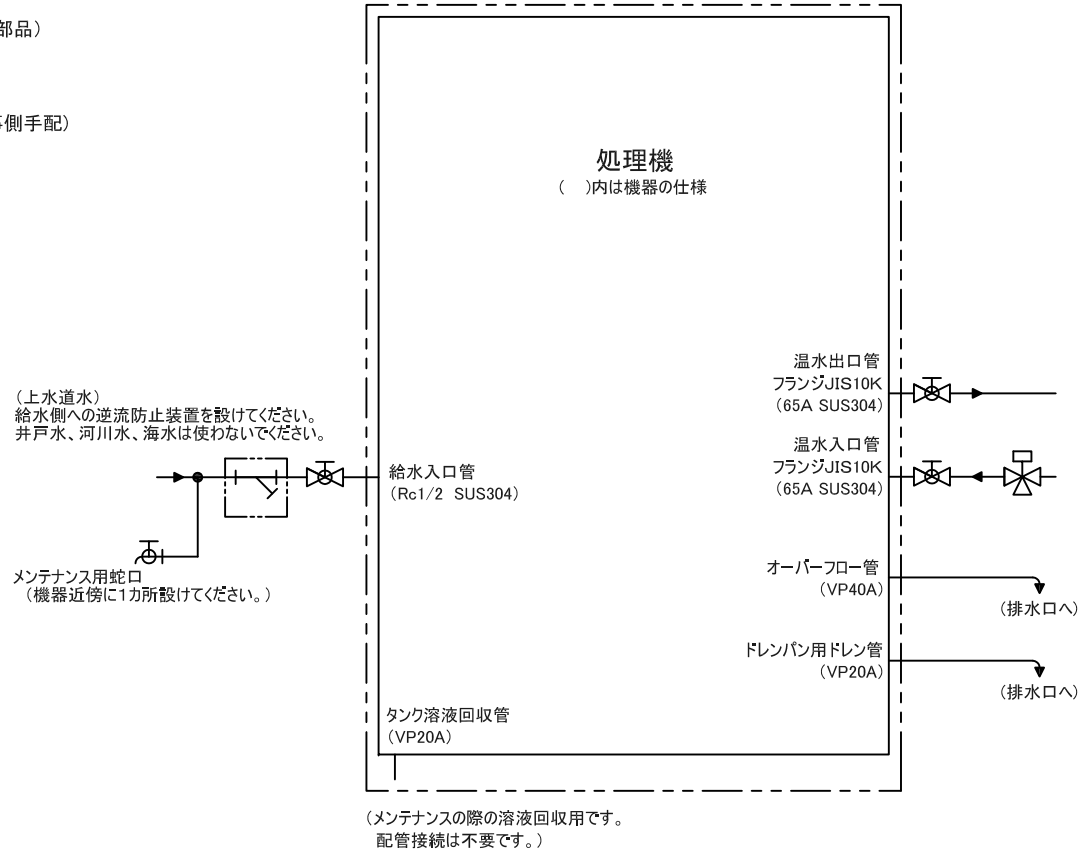 部品）
側手配）
処理機
（　）内は機器の仕様
温水出口管
フランジJIS10K
（65A SUS304）
（上水道水）
給水側への逆流防止装置を設けてください。
井戸水、河川水、海水は使わないでください。
温水入口管
フランジJIS10K
（65A SUS304）
給水入口管
（Rc1/2 SUS304）
メンテナンス用蛇口
（機器近傍に1カ所設けてください。）
オーバーフロー管
（VP40A）
（排水口へ）
ドレンパン用ドレン管
（VP20A）
（排水口へ）
タンク溶液回収管
（VP20A）
（メンテナンスの際の溶液回収用です。
配管接続は不要です。）